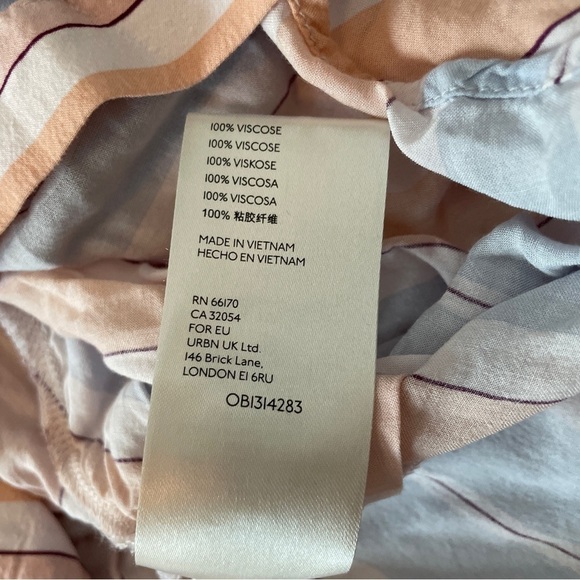 100% VISCOSE
100% VISCOSE
100% VISKOSE
100% VISCOSA
100% VISCOSA
100% 粘胶纤维
MADE IN VIETNAM
HECHO EN VIETNAM
RN 66170
CA 32054
FOR EU
URBN UK Ltd.
146 Brick Lane,
LONDON E1 6RU
OB1314283